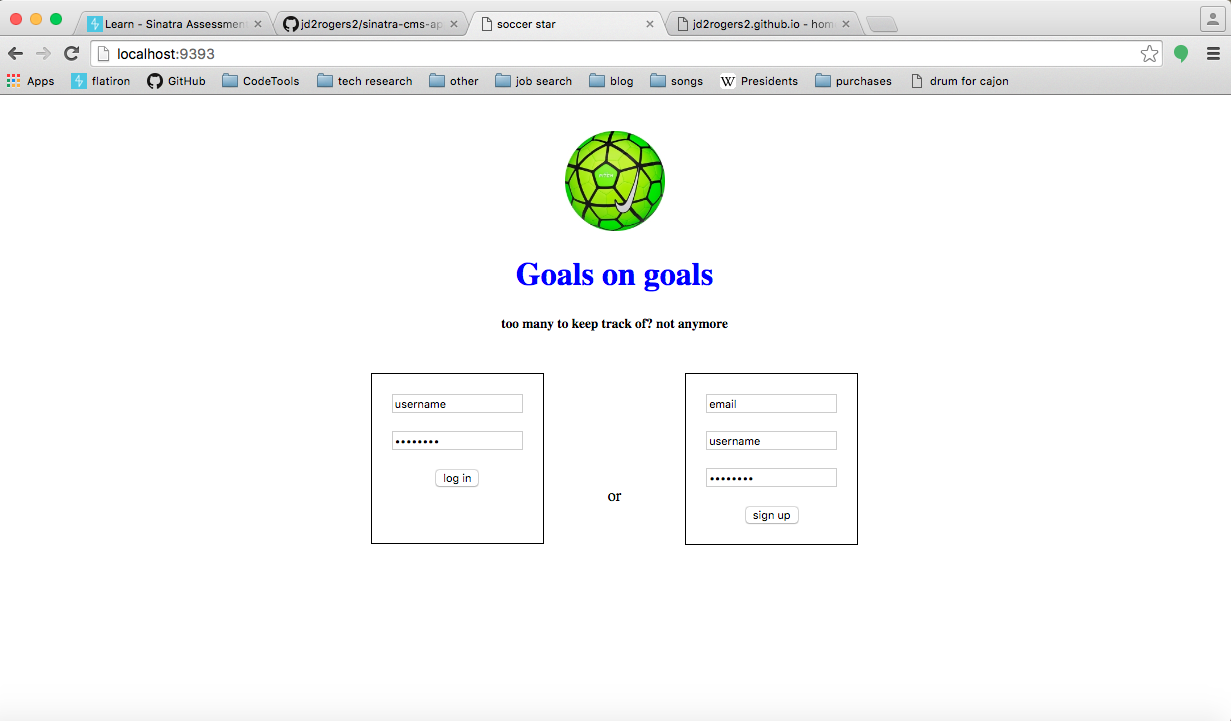 Learn - Sinatra Assessment
jd2rogers2/sinatra-cms-ap
soccer star
jd2rogers2.github.io - hom
localhost:9393
Apps
flatiron
GitHub
CodeTools
tech research
other
job search
blog
songs
W Presidents
purchases
drum for cajon
Goals on goals
too many to keep track of? not anymore
username
••••••••
log in
or
email
username
••••••••
sign up